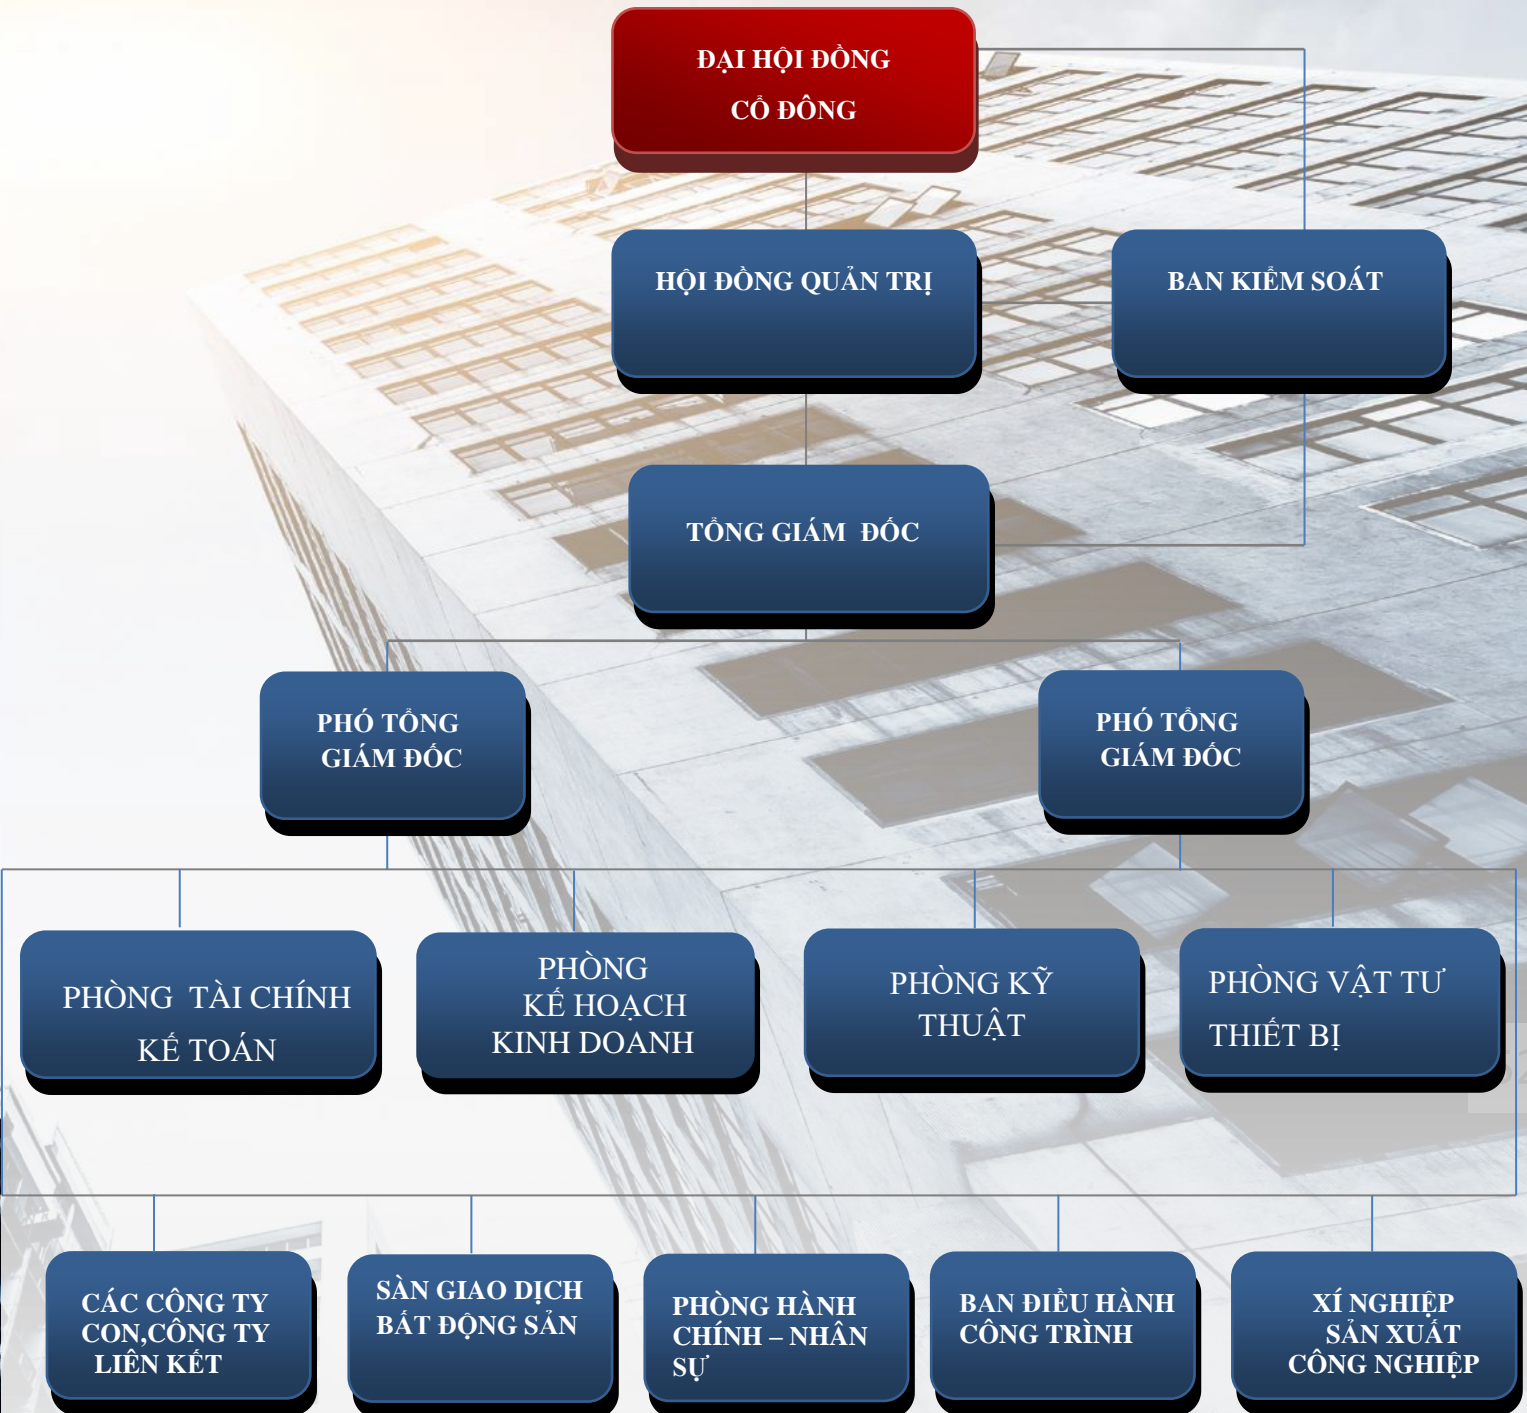 ĐẠI HỘI ĐỒNG
CỔ ĐÔNG
HỘI ĐỒNG QUẢN TRỊ
BAN KIỂM SOÁT
TỔNG GIÁM ĐỐC
PHÓ TỔNG
GIÁM ĐỐC
PHÓ TỔNG
GIÁM ĐỐC
PHÒNG TÀI CHÍNH
KẾ TOÁN
PHÒNG
KẾ HOẠCH
KINH DOANH
PHÒNG KỸ
THUẬT
PHÒNG VẬT TƯ
THIẾT BỊ
CÁC CÔNG TY
CON,CÔNG TY
LIÊN KẾT
SÀN GIAO DỊCH
BẤT ĐỘNG SẢN
PHÒNG HÀNH
CHÍNH – NHÂN
SỰ
BAN ĐIỀU HÀNH
CÔNG TRÌNH
XÍ NGHIỆP
SẢN XUẤT
CÔNG NGHIỆP